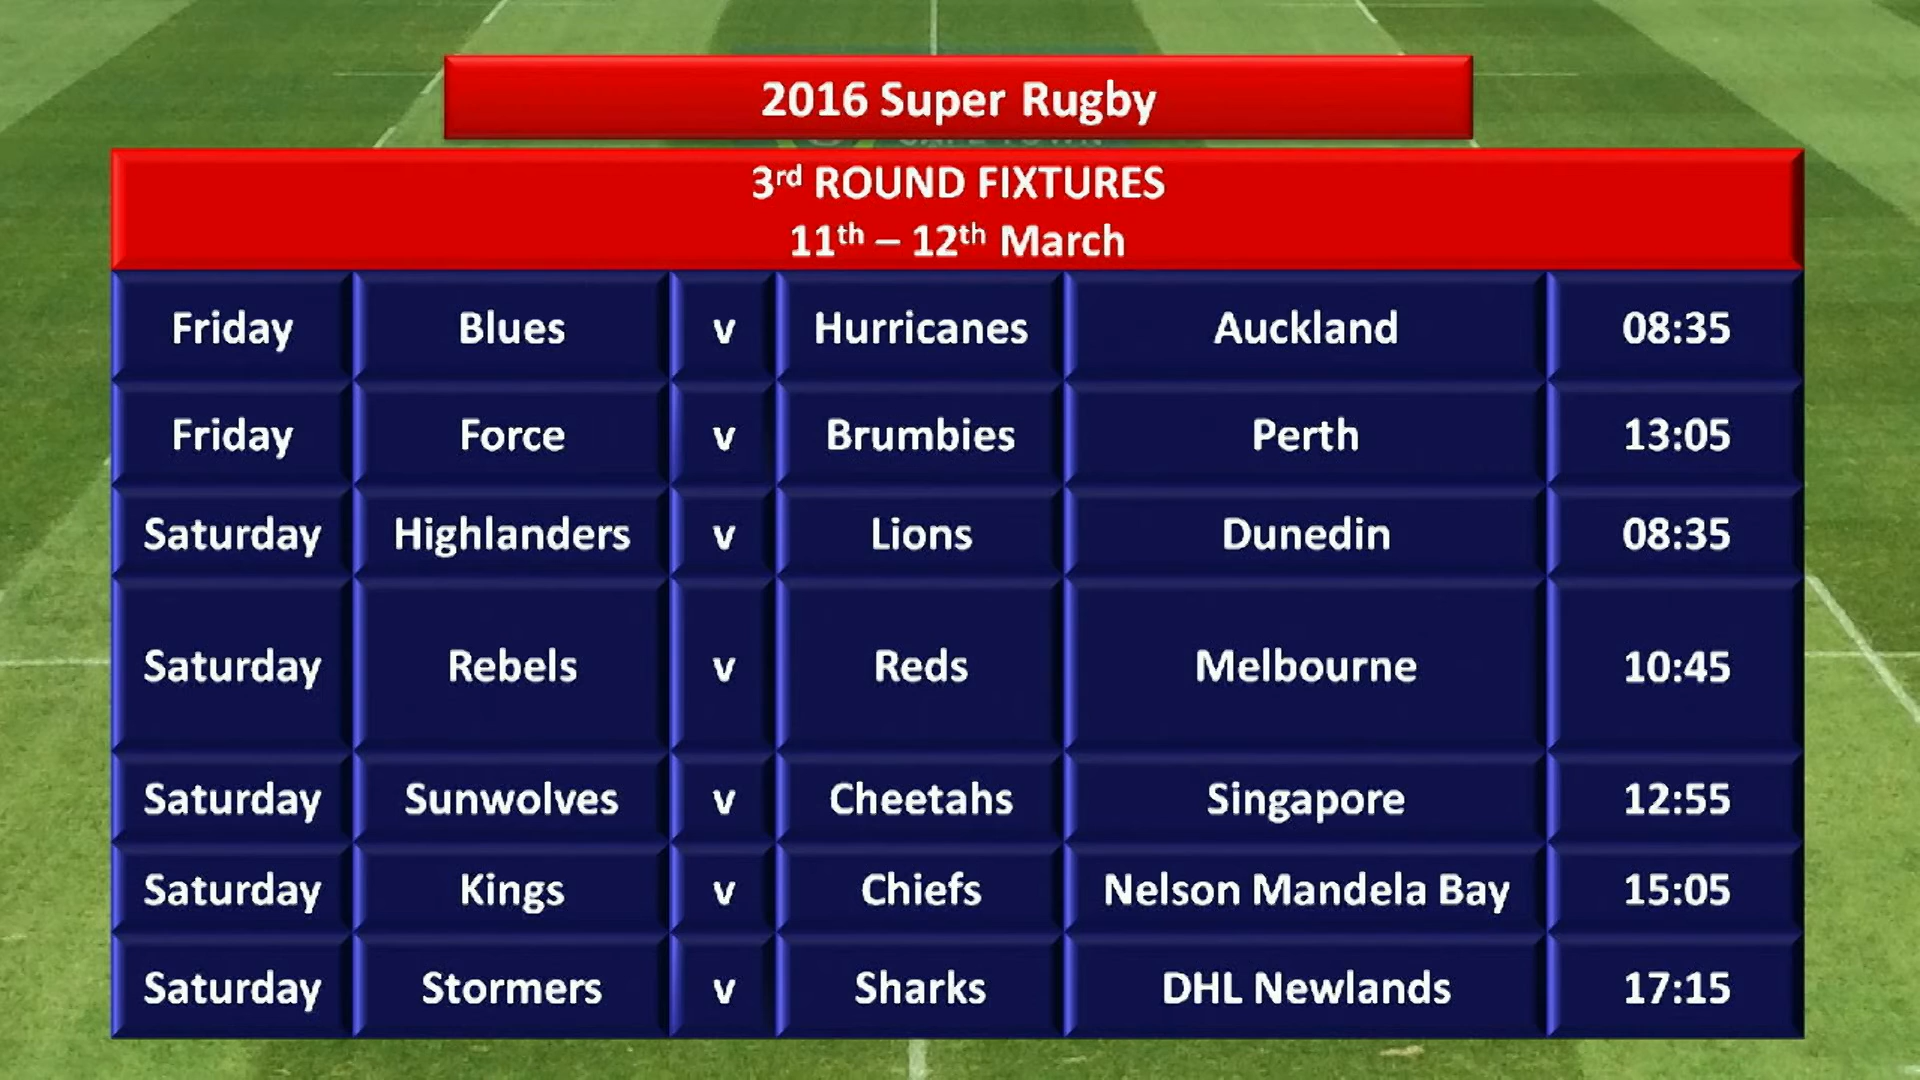 2016 Super Rugby
3rd ROUND FIXTURES
11th – 12th March
Friday Blues v Hurricanes Auckland 08:35
Friday Force v Brumbies Perth 13:05
Saturday Highlanders v Lions Dunedin 08:35
Saturday Rebels v Reds Melbourne 10:45
Saturday Sunwolves v Cheetahs Singapore 12:55
Saturday Kings v Chiefs Nelson Mandela Bay 15:05
Saturday Stormers v Sharks DHL Newlands 17:15